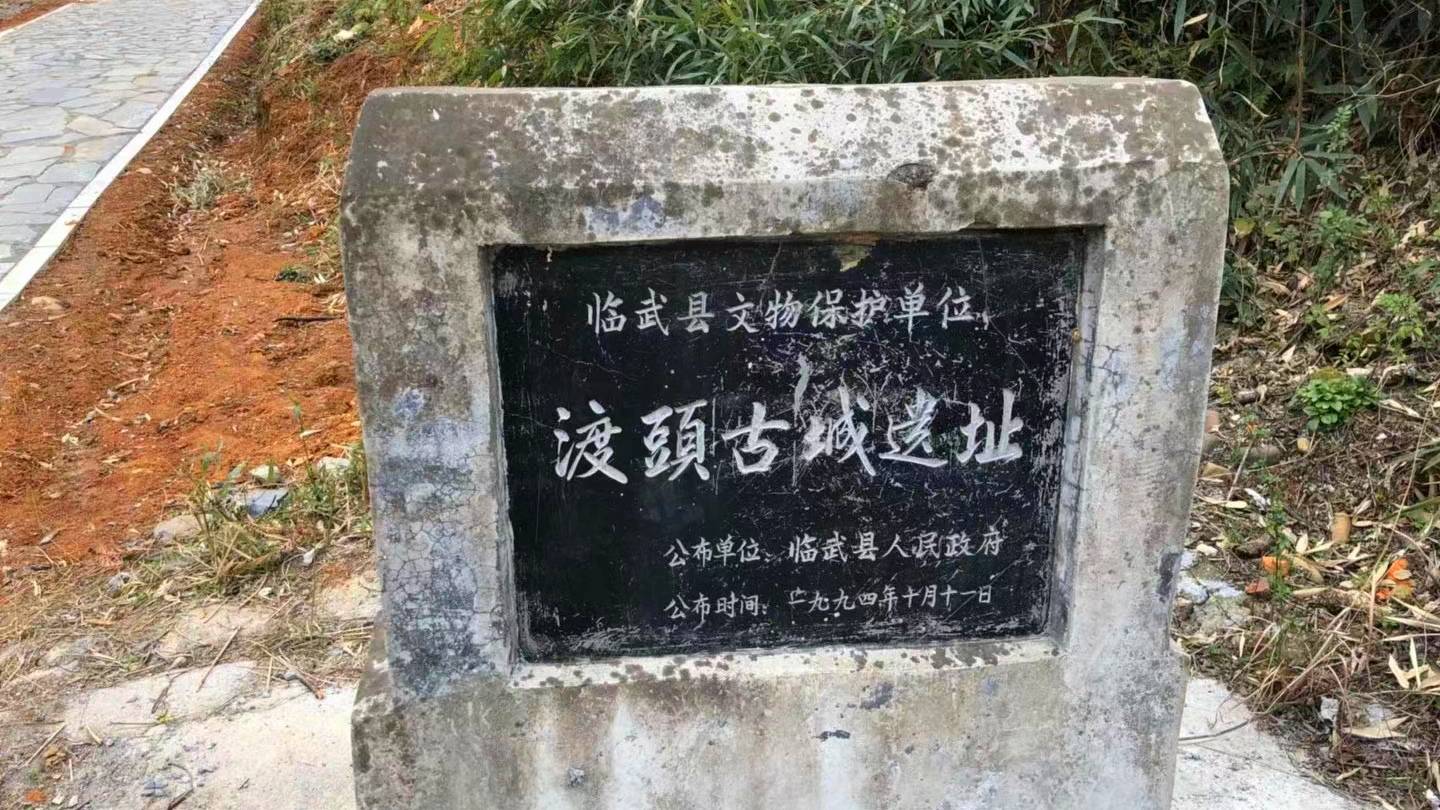 临武县文物保护单位
渡頭古城遗址
公布单位：临武县人民政府
公布时间：一九九四年十月十一日